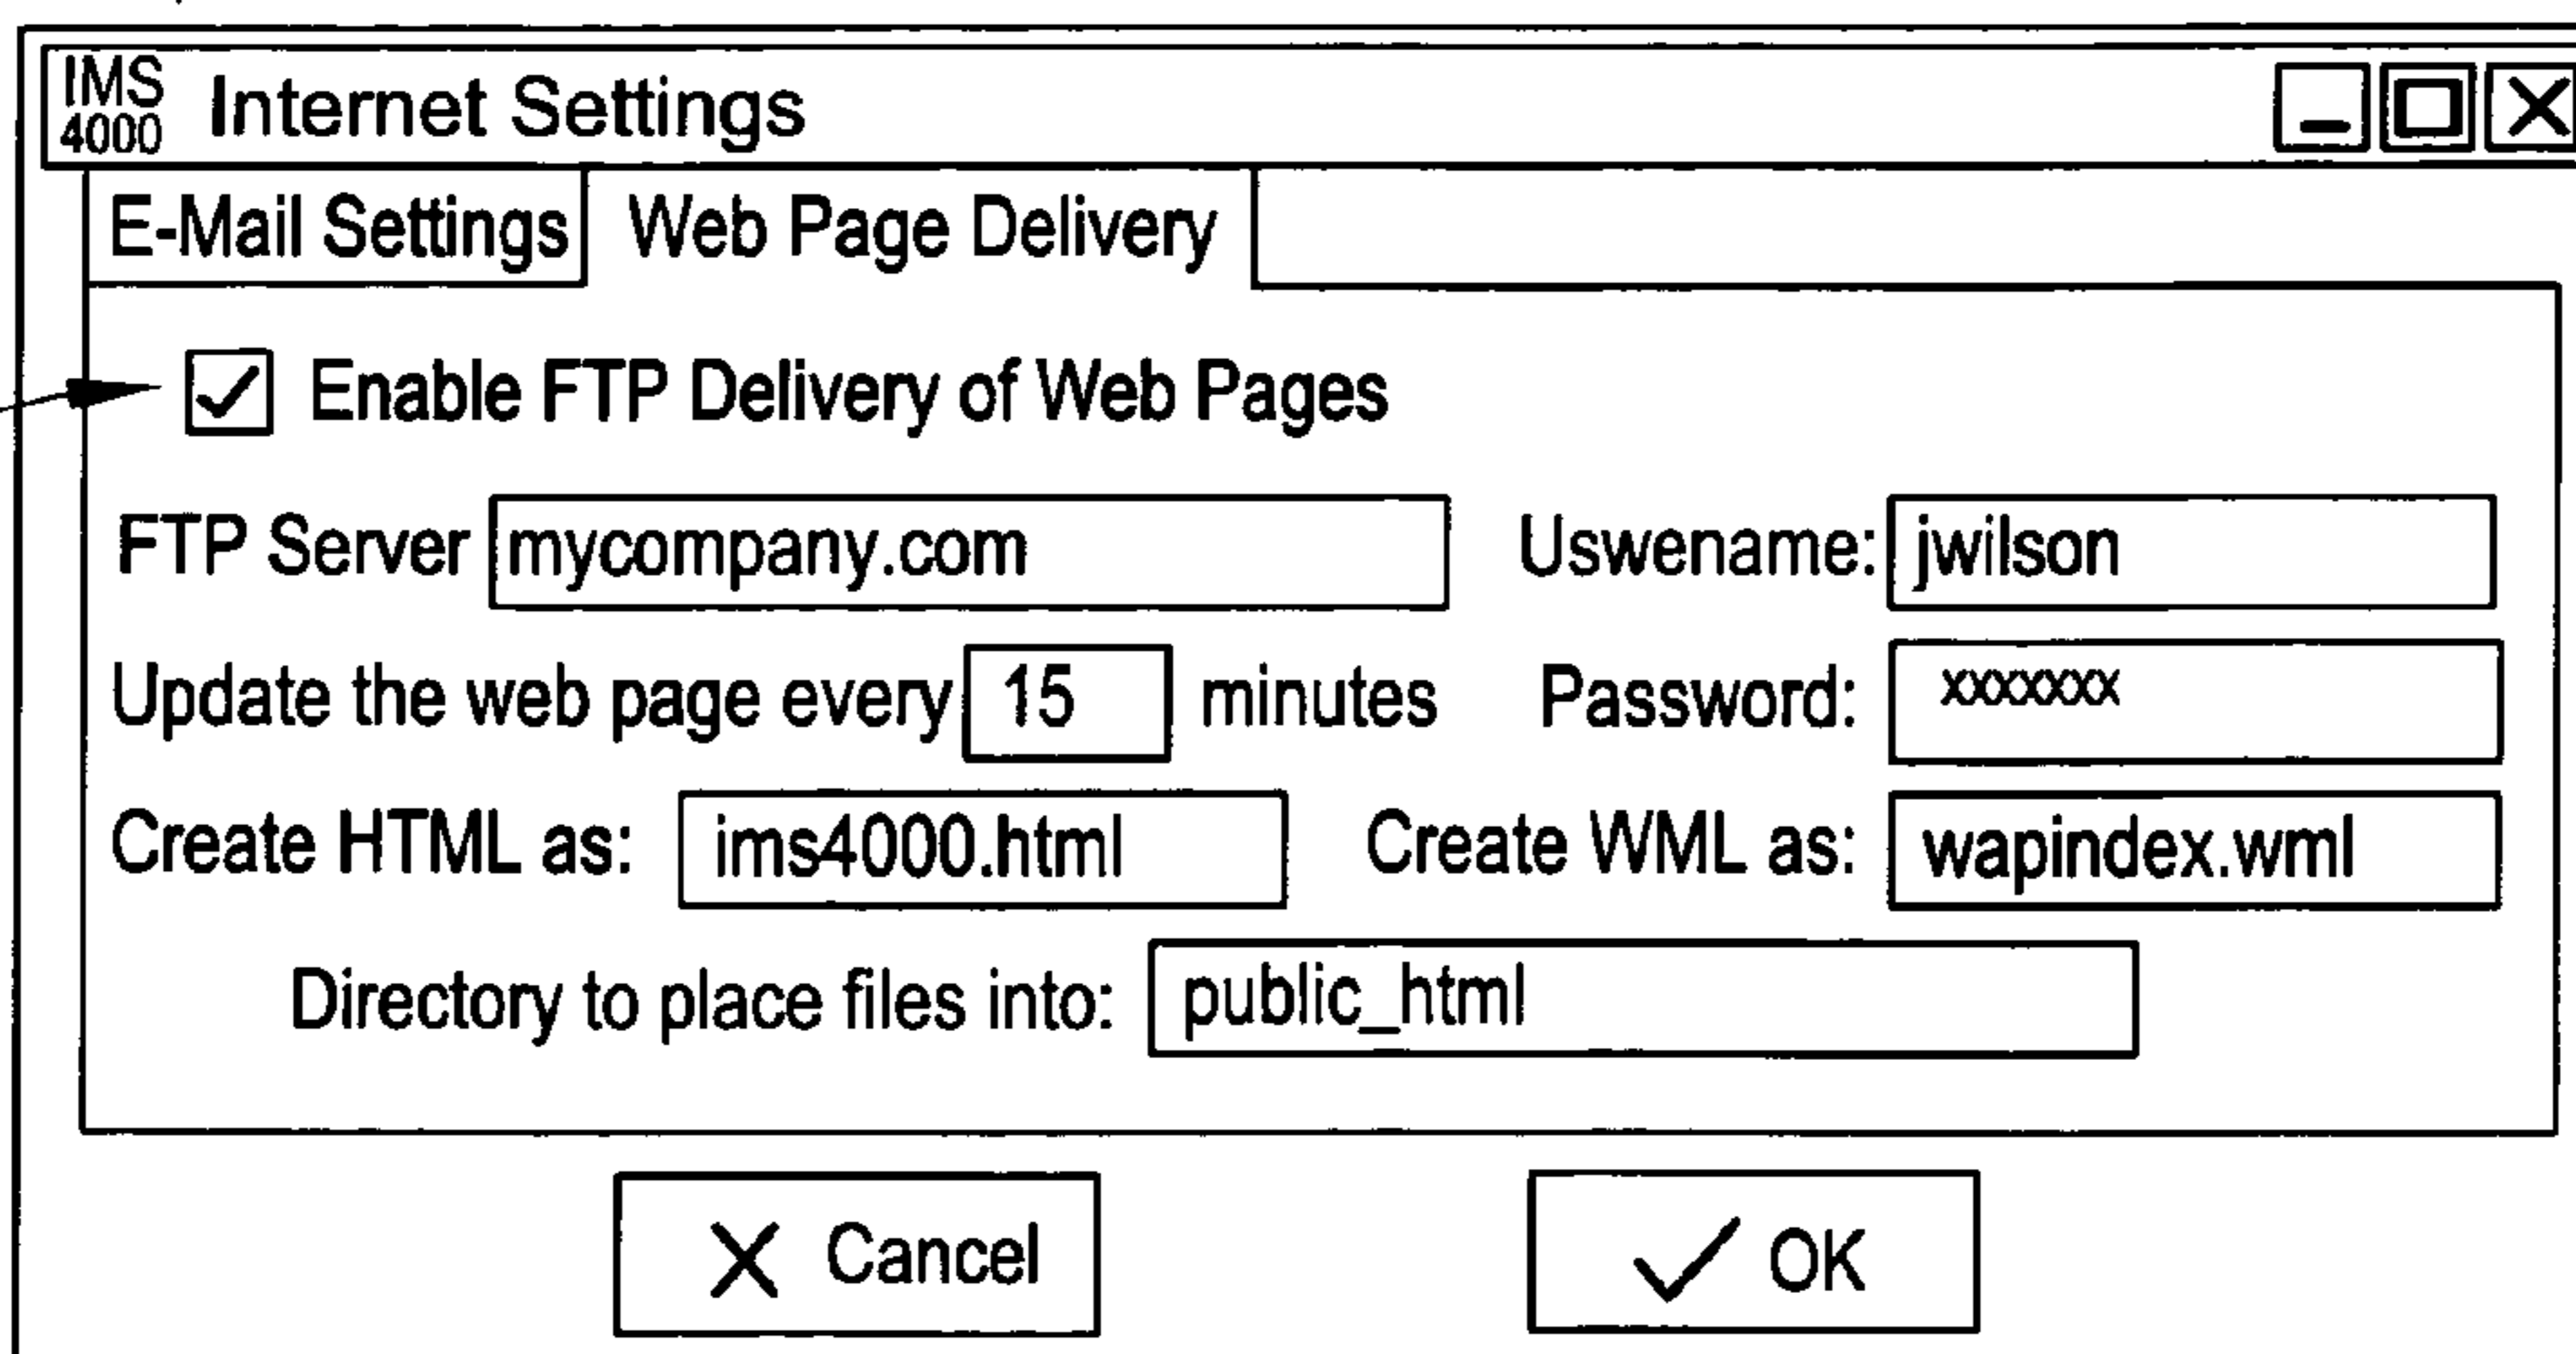 IMS
4000 Internet Settings
E-Mail Settings Web Page Delivery
Enable FTP Delivery of Web Pages
FTP Server mycompany.com Uswename: jwilson
Update the web page every 15 minutes Password: xxxxxxx
Create HTML as: ims4000.html Create WML as: wapindex.wml
Directory to place files into: public_html
Cancel OK